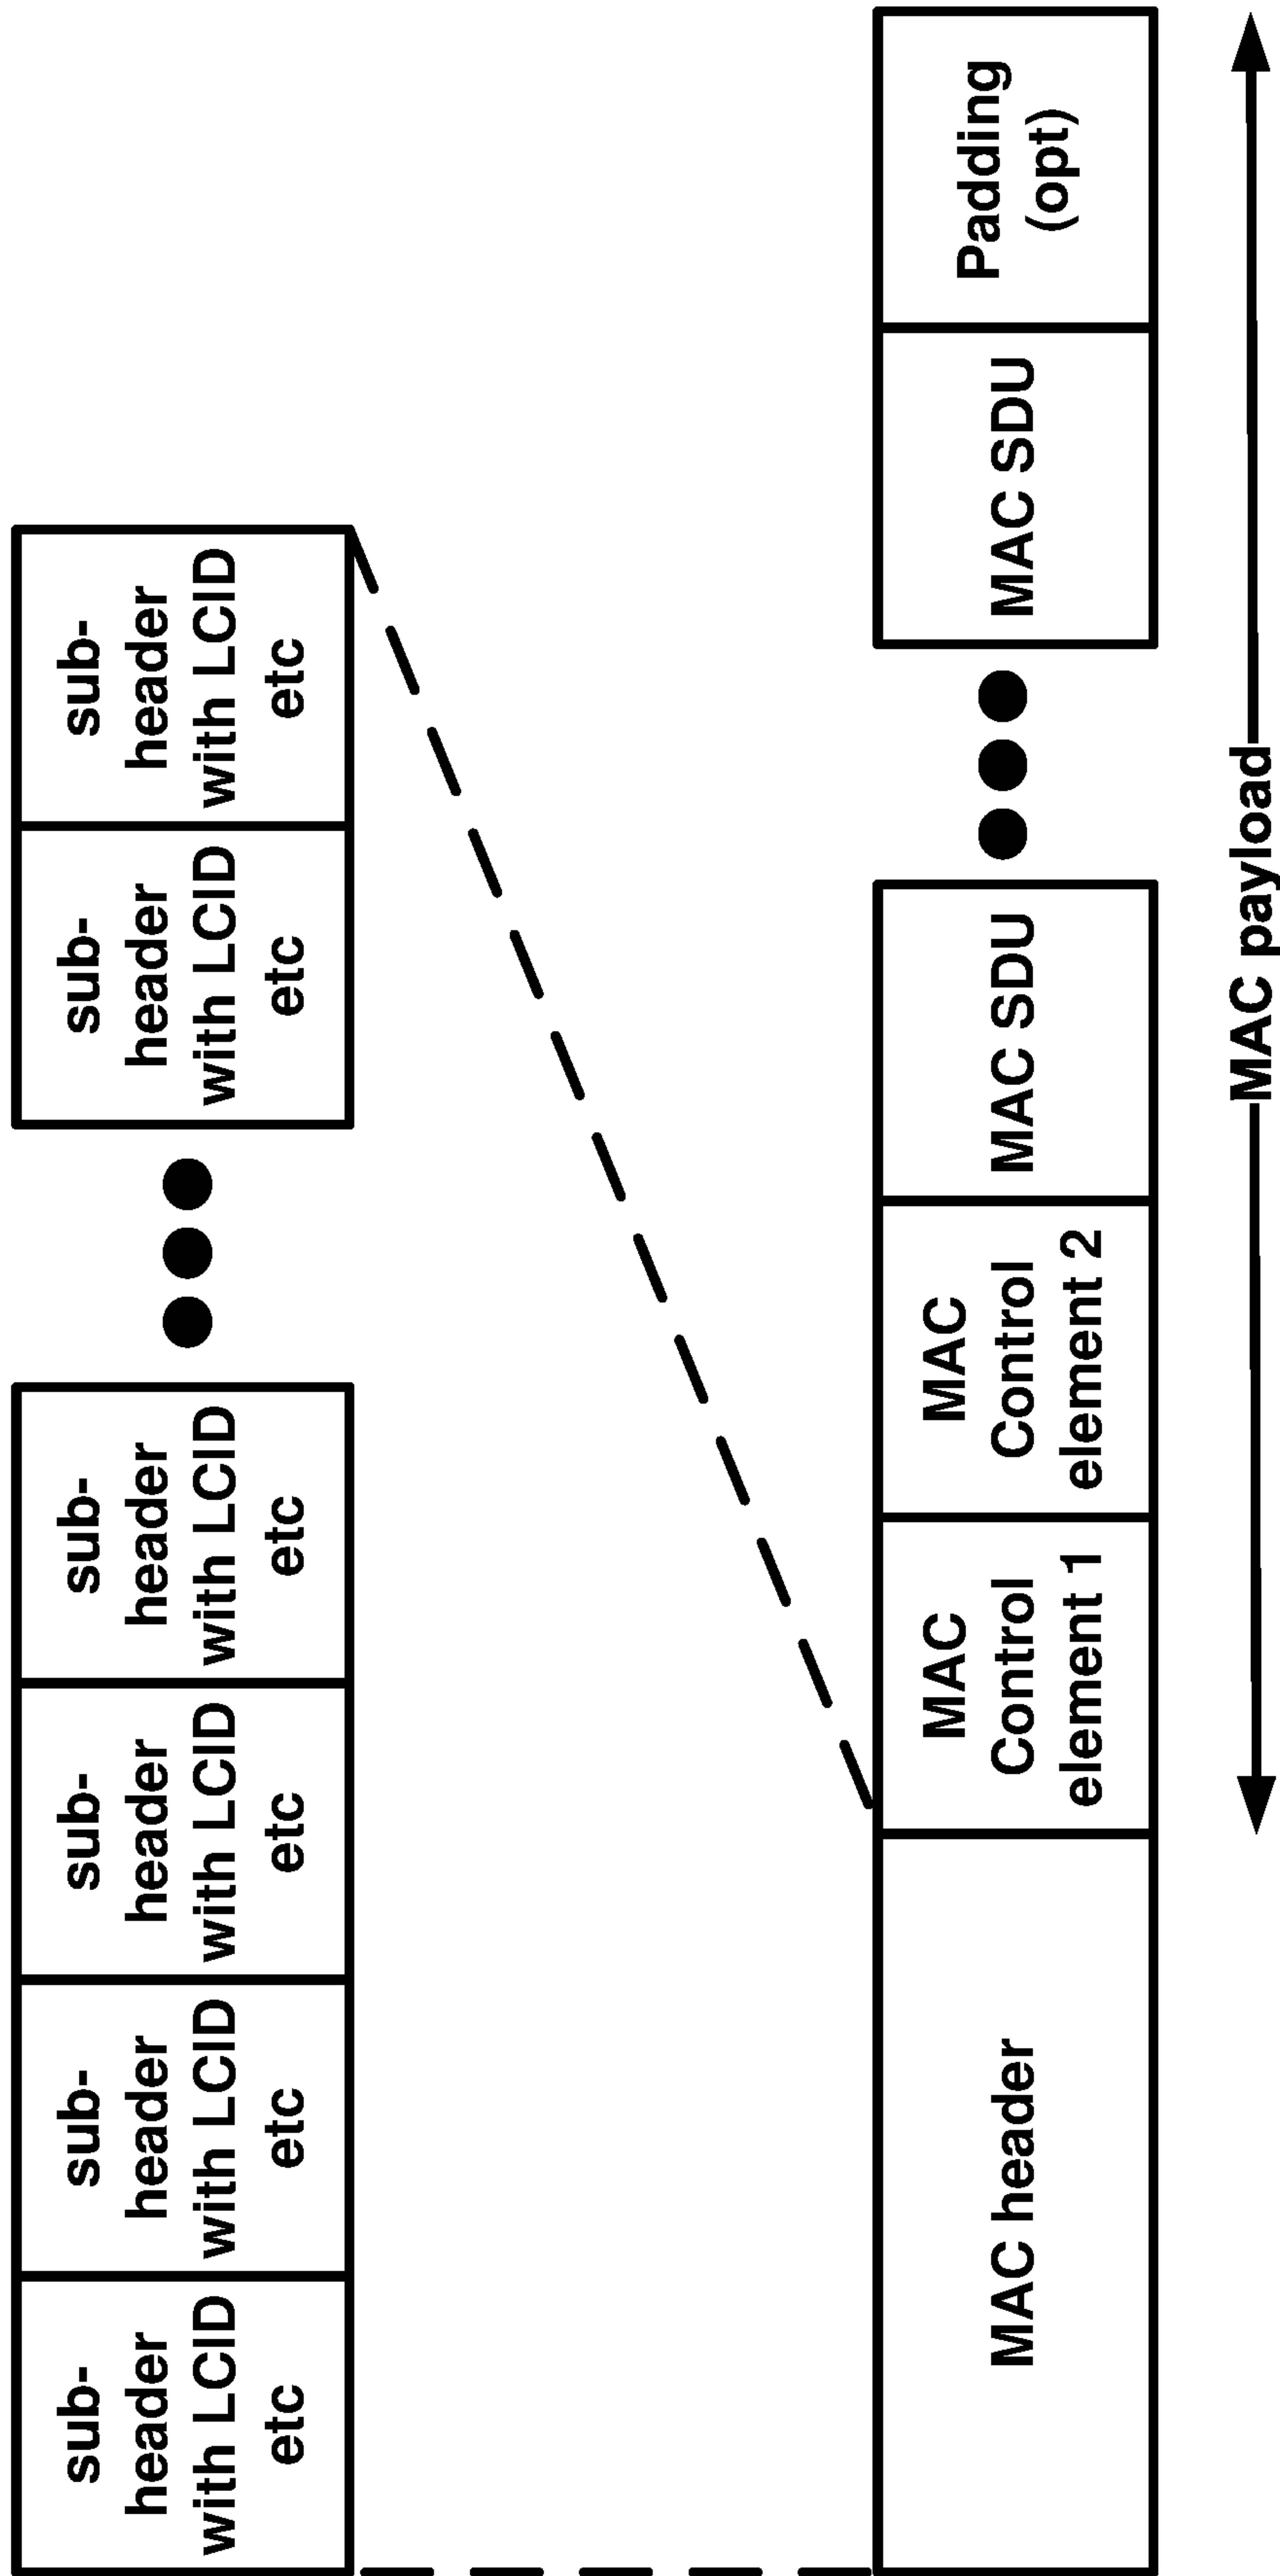 sub-
header
with LCID
etc
sub-
header
with LCID
etc
sub-
header
with LCID
etc
sub-
header
with LCID
etc
sub-
header
with LCID
etc
sub-
header
with LCID
etc
MAC header
MAC
Control
element 1
MAC
Control
element 2
MAC SDU
MAC SDU
Padding
(opt)
MAC payload